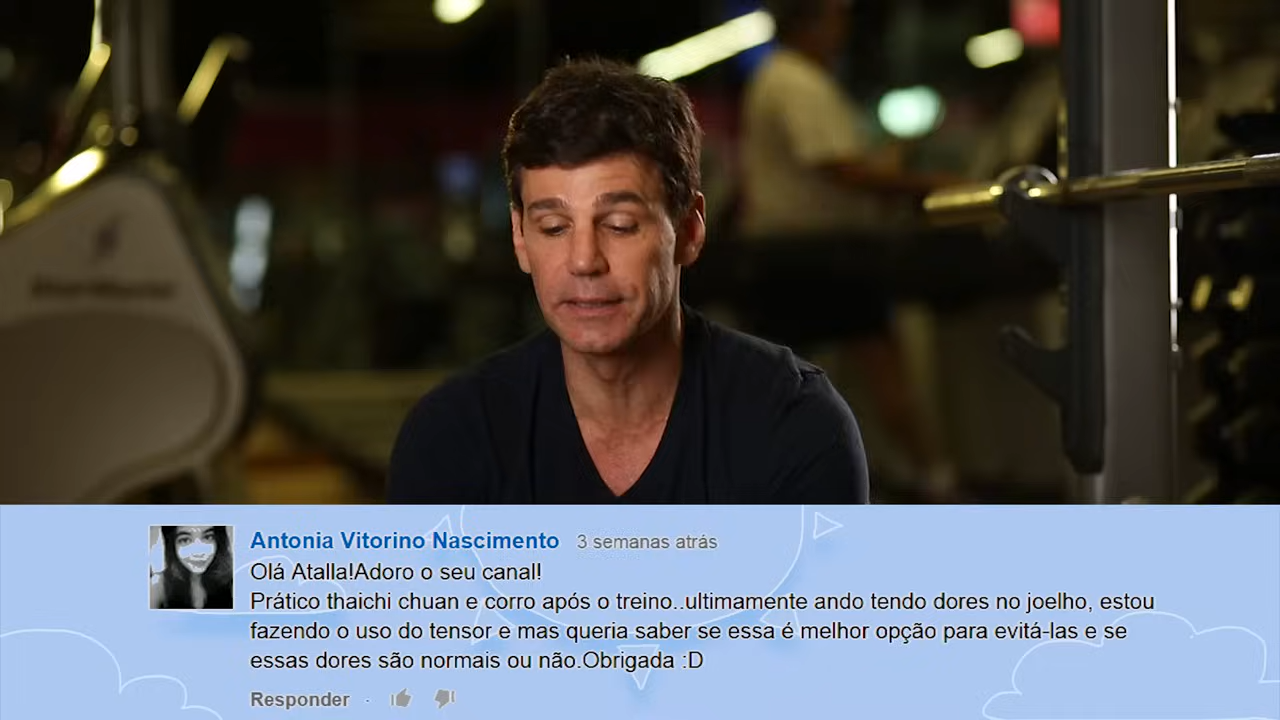 Antonia Vitorino Nascimento 3 semanas atrás
Olá Atalla!Adoro o seu canal!
Prático thaichi chuan e corro após o treino..ultimamente ando tendo dores no joelho, estou
fazendo o uso do tensor e mas queria saber se essa é melhor opção para evitá-las e se
essas dores são normais ou não.Obrigada :D
Responder ·